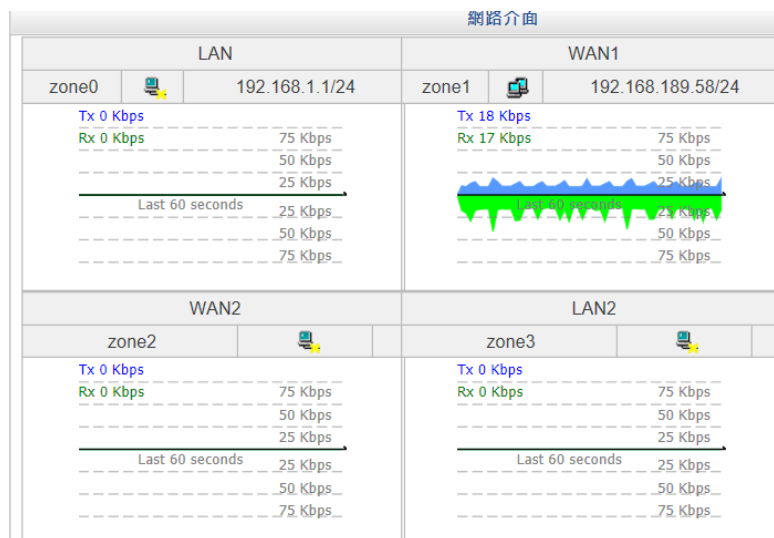 網路介面
LAN
WAN1
zone0
192.168.1.1/24
zone1
192.168.189.58/24
Tx 0 Kbps
Rx 0 Kbps
75 Kbps
50 Kbps
25 Kbps
Last 60 seconds
25 Kbps
50 Kbps
75 Kbps
Tx 18 Kbps
Rx 17 Kbps
75 Kbps
50 Kbps
25 Kbps
Last 60 seconds
25 Kbps
50 Kbps
75 Kbps
WAN2
LAN2
zone2
zone3
Tx 0 Kbps
Rx 0 Kbps
75 Kbps
50 Kbps
25 Kbps
Last 60 seconds
25 Kbps
50 Kbps
75 Kbps
Tx 0 Kbps
Rx 0 Kbps
75 Kbps
50 Kbps
25 Kbps
Last 60 seconds
25 Kbps
50 Kbps
75 Kbps